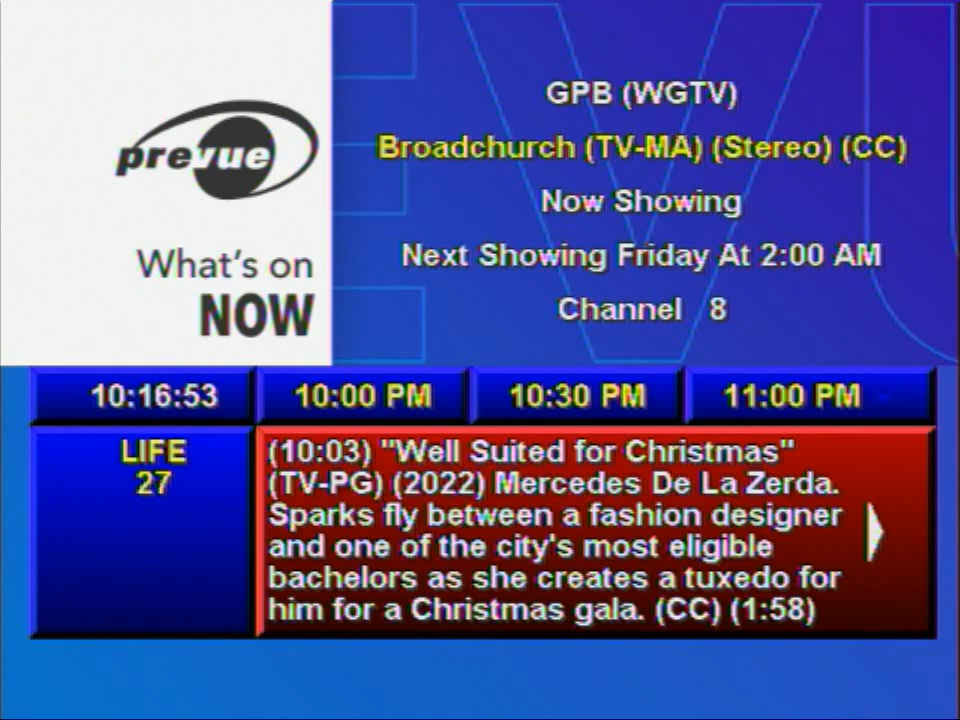 prevue
What's on
NOW
GPB (WGTV)
Broadchurch (TV-MA) (Stereo) (CC)
Now Showing
Next Showing Friday At 2:00 AM
Channel 8
10:16:53 10:00 PM 10:30 PM 11:00 PM
LIFE
27
(10:03) "Well Suited for Christmas"
(TV-PG) (2022) Mercedes De La Zerda.
Sparks fly between a fashion designer
and one of the city's most eligible
bachelors as she creates a tuxedo for
him for a Christmas gala. (CC) (1:58)